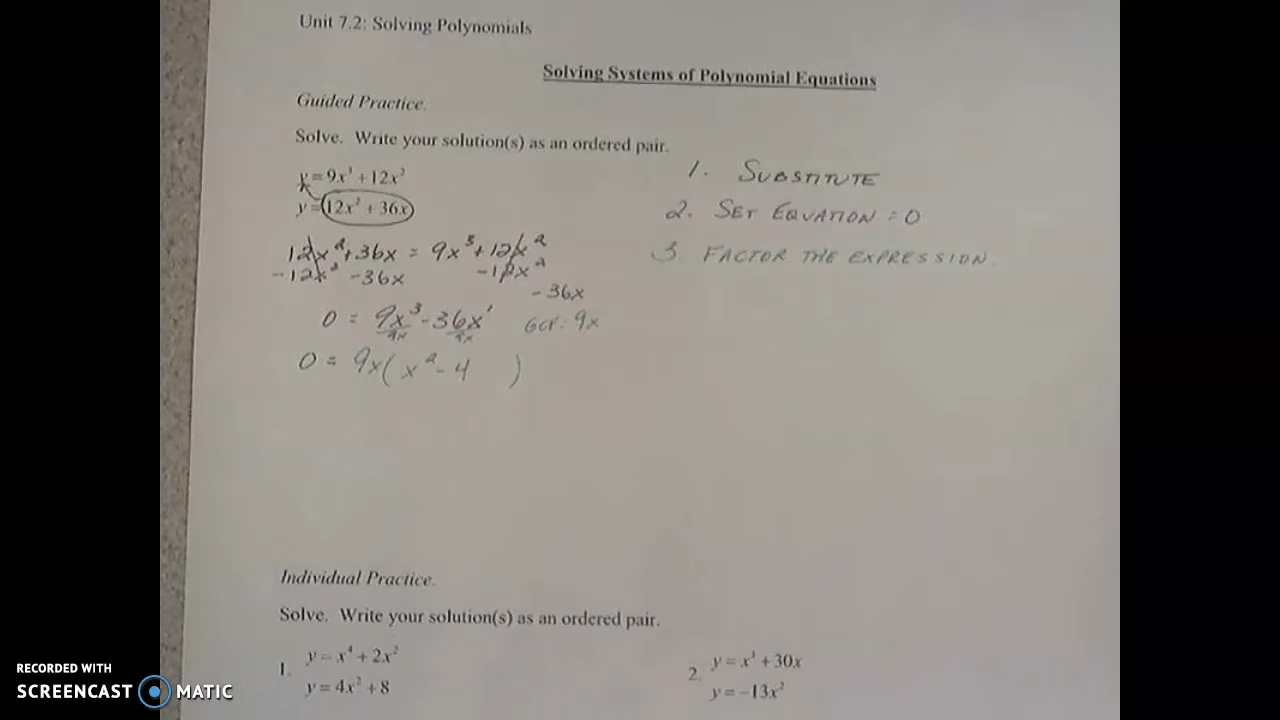 Unit 7.2: Solving Polynomials
Solving Systems of Polynomial Equations
Guided Practice.
Solve. Write your solution(s) as an ordered pair.
y = 9x³ + 12x²
y = 12x² + 36x
1. SUBSTITUTE
2. SET EQUATION = 0
3 FACTOR THE EXPRESSION
12x² + 36x = 9x³ + 12x²
-12x² - 36x -12x²
- 36x
0 = 9x³ - 36x¹ GCF: 9x
9x 9x
0 = 9x( x² - 4 )
Individual Practice.
Solve. Write your solution(s) as an ordered pair.
1. y = x⁴ + 2x²
y = 4x² + 8
2. y = x³ + 30x
y = -13x²
RECORDED WITH
SCREENCAST MATIC